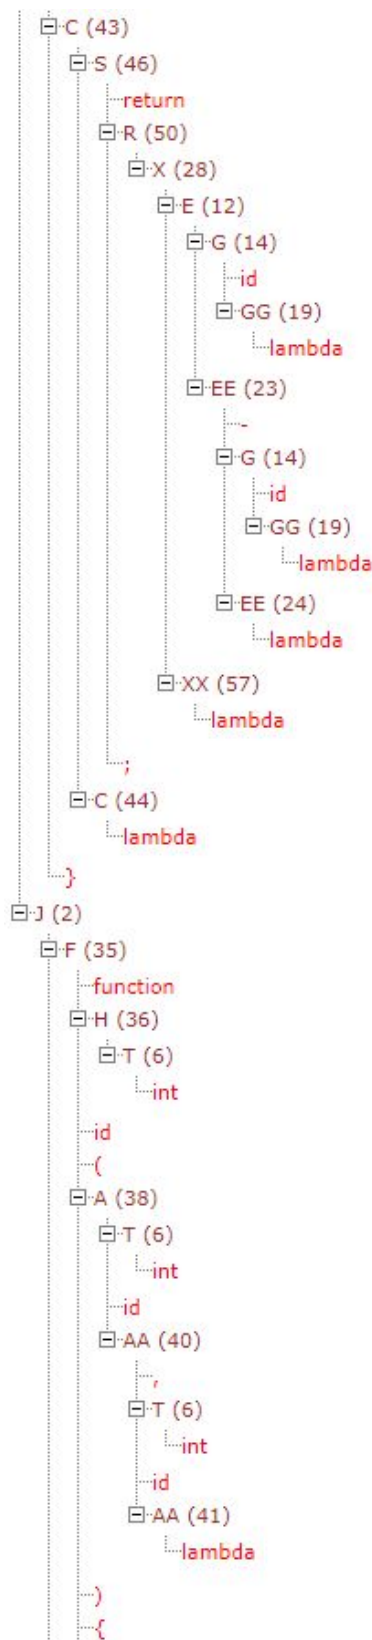 C (43)
S (46)
return
R (50)
X (28)
E (12)
G (14)
id
GG (19)
lambda
EE (23)
-
G (14)
id
GG (19)
lambda
EE (24)
lambda
XX (57)
lambda
;
C (44)
lambda
}
J (2)
F (35)
function
H (36)
T (6)
int
id
(
A (38)
T (6)
int
id
AA (40)
,
T (6)
int
id
AA (41)
lambda
)
{